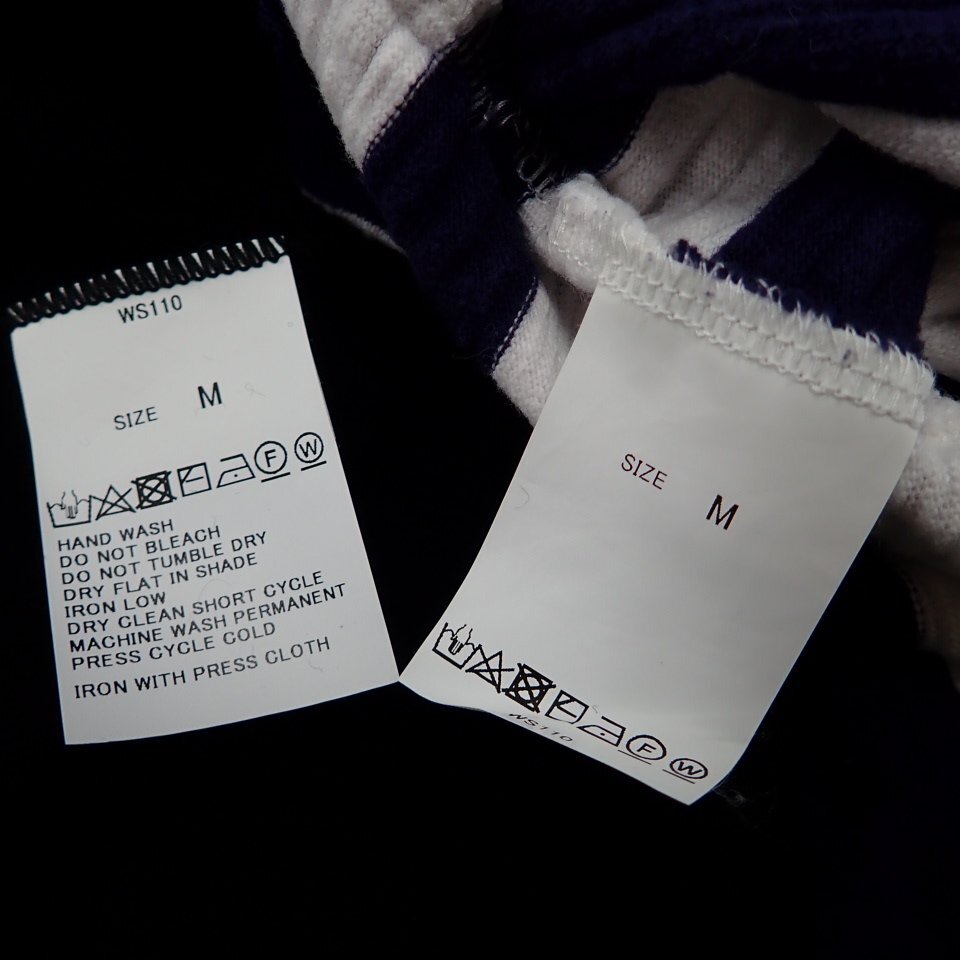 WS110
SIZE M
F W
HAND WASH
DO NOT BLEACH
DO NOT TUMBLE DRY
DRY FLAT IN SHADE
IRON LOW
DRY CLEAN SHORT CYCLE
MACHINE WASH PERMANENT
PRESS CYCLE COLD
IRON WITH PRESS CLOTH
SIZE M
F W
WS110